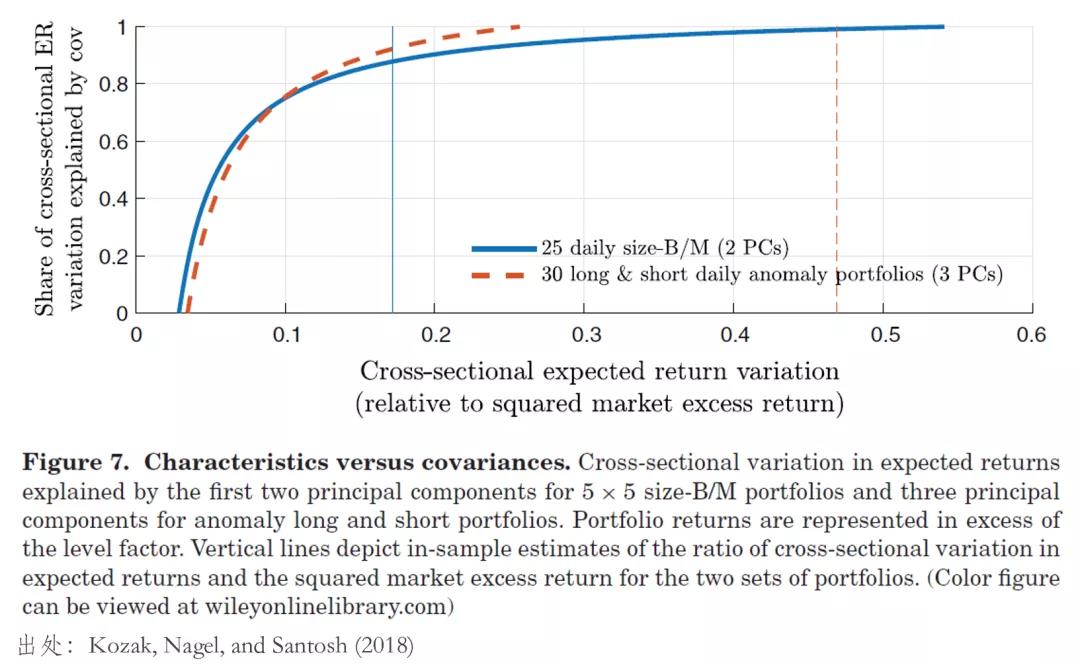 Share of cross-sectional ER
variation explained by cov
1
0.8
0.6
0.4
0.2
0
0
0.1
0.2
0.3
0.4
0.5
0.6
25 daily size-B/M (2 PCs)
30 long & short daily anomaly portfolios (3 PCs)
Cross-sectional expected return variation
(relative to squared market excess return)
Figure 7. Characteristics versus covariances. Cross-sectional variation in expected returns
explained by the first two principal components for 5 × 5 size-B/M portfolios and three principal
components for anomaly long and short portfolios. Portfolio returns are represented in excess of
the level factor. Vertical lines depict in-sample estimates of the ratio of cross-sectional variation in
expected returns and the squared market excess return for the two sets of portfolios. (Color figure
can be viewed at wileyonlinelibrary.com)
出处：Kozak, Nagel, and Santosh (2018)